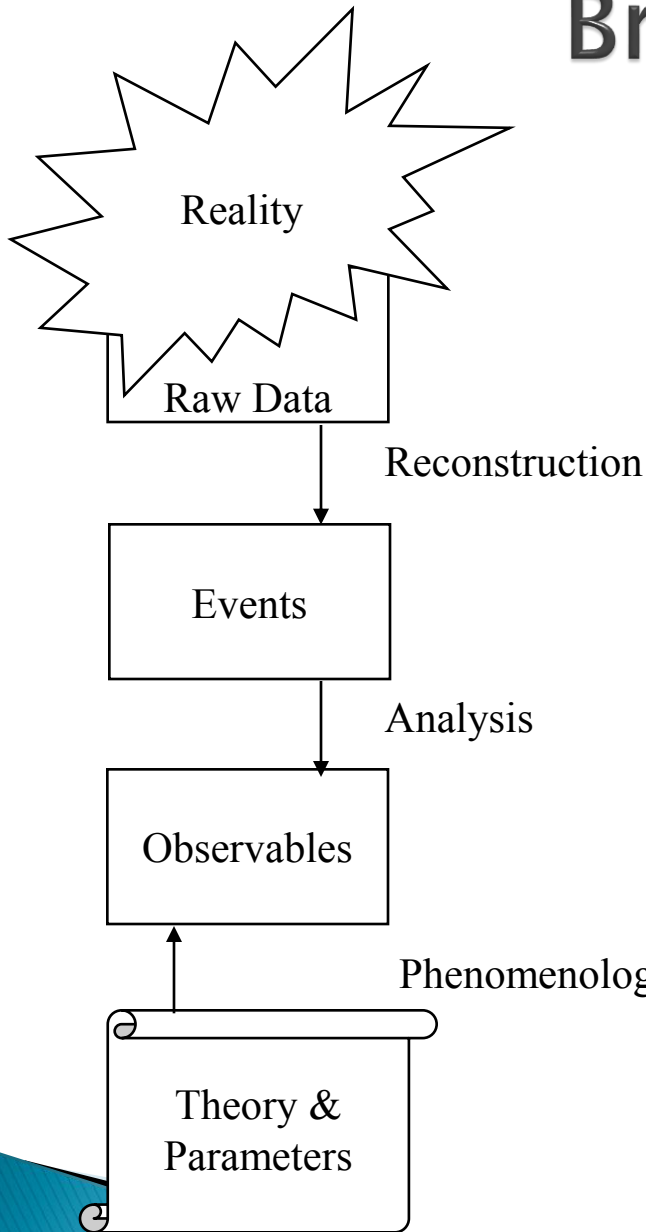 Br
Reality
Raw Data
Reconstruction
Events
Analysis
Observables
Phenomenolog
Theory &
Parameters